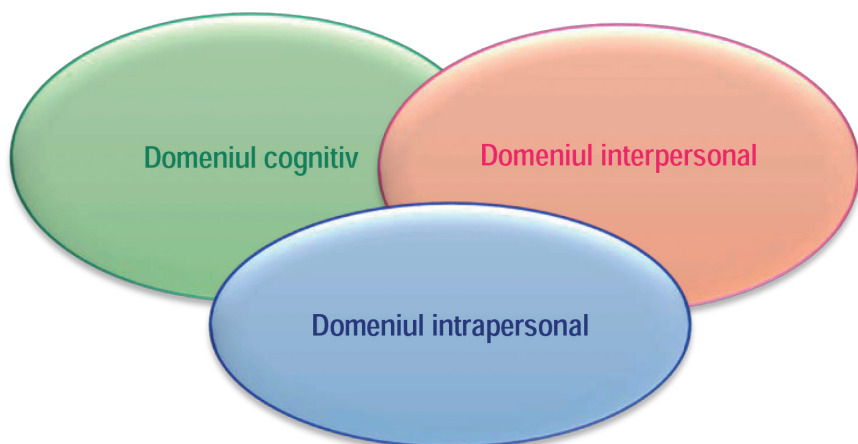 Domeniul cognitiv
Domeniul interpersonal
Domeniul intrapersonal